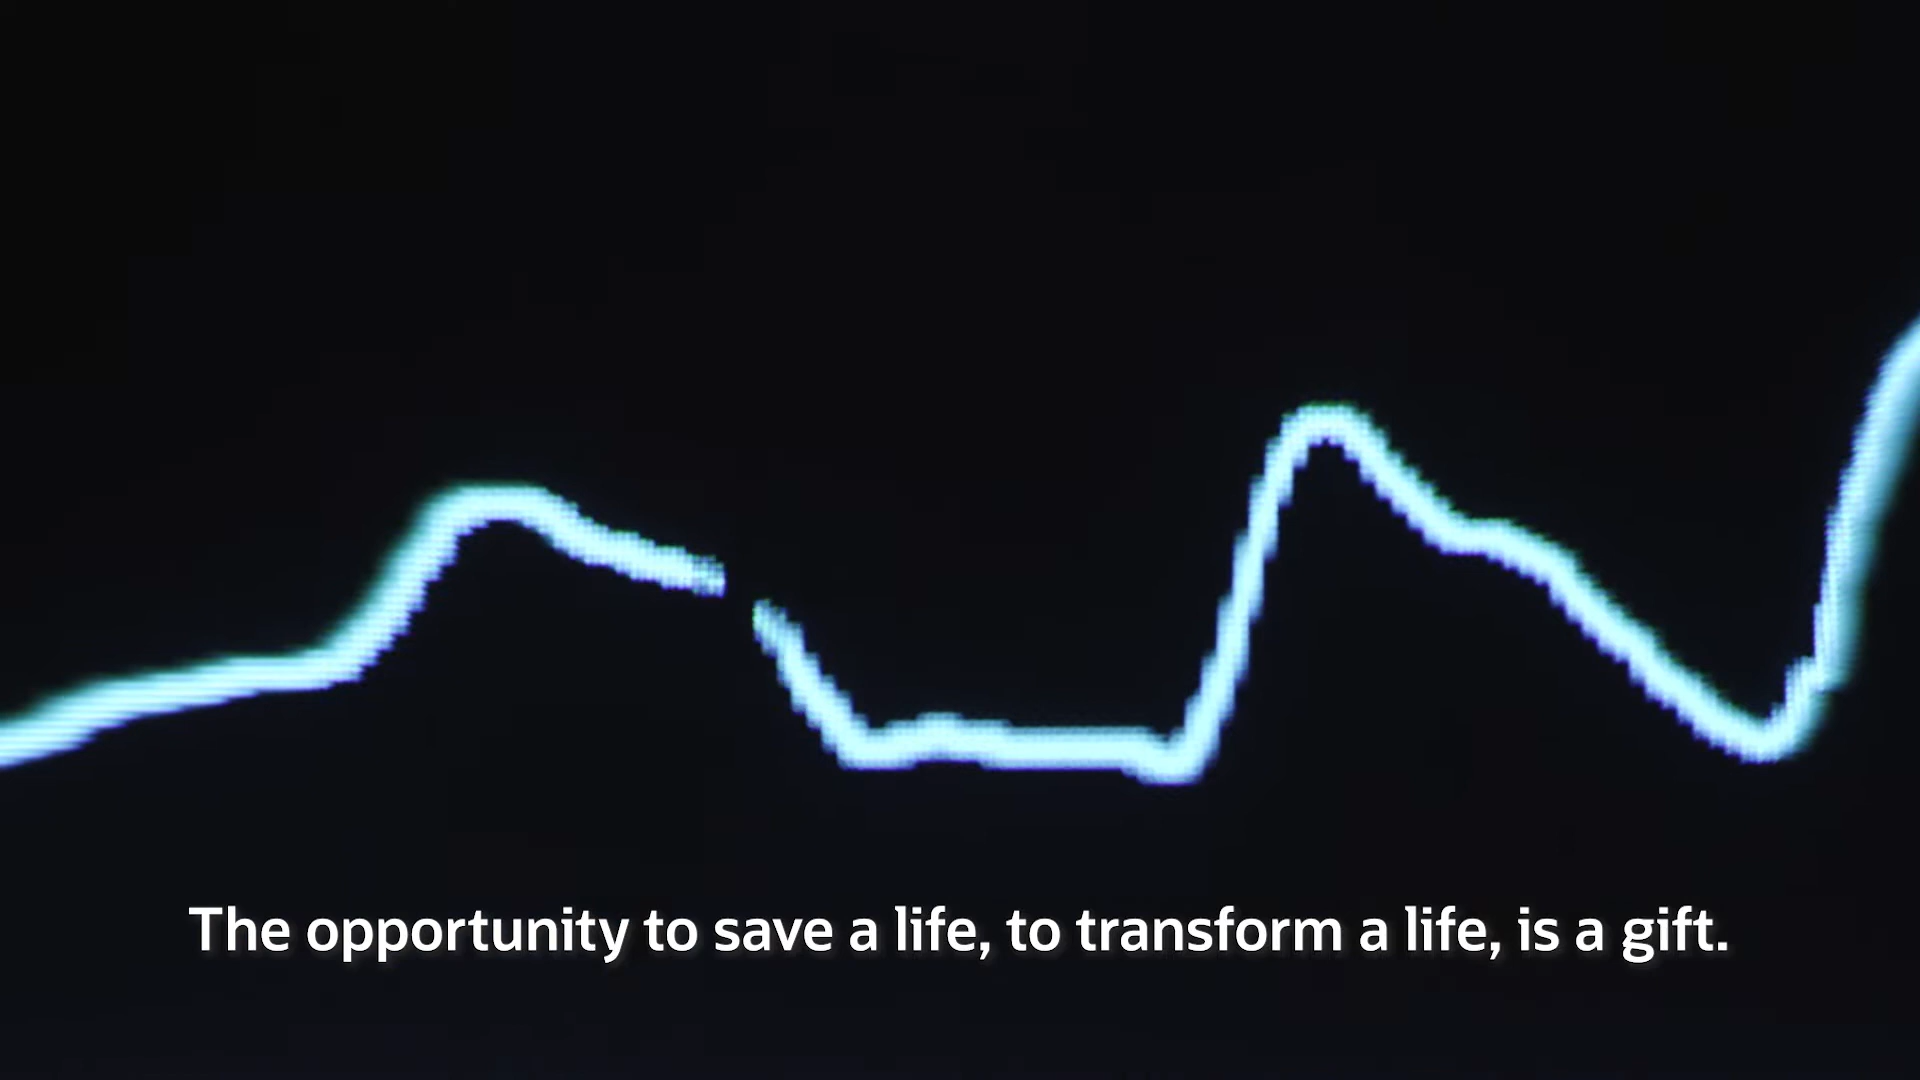 The opportunity to save a life, to transform a life, is a gift.